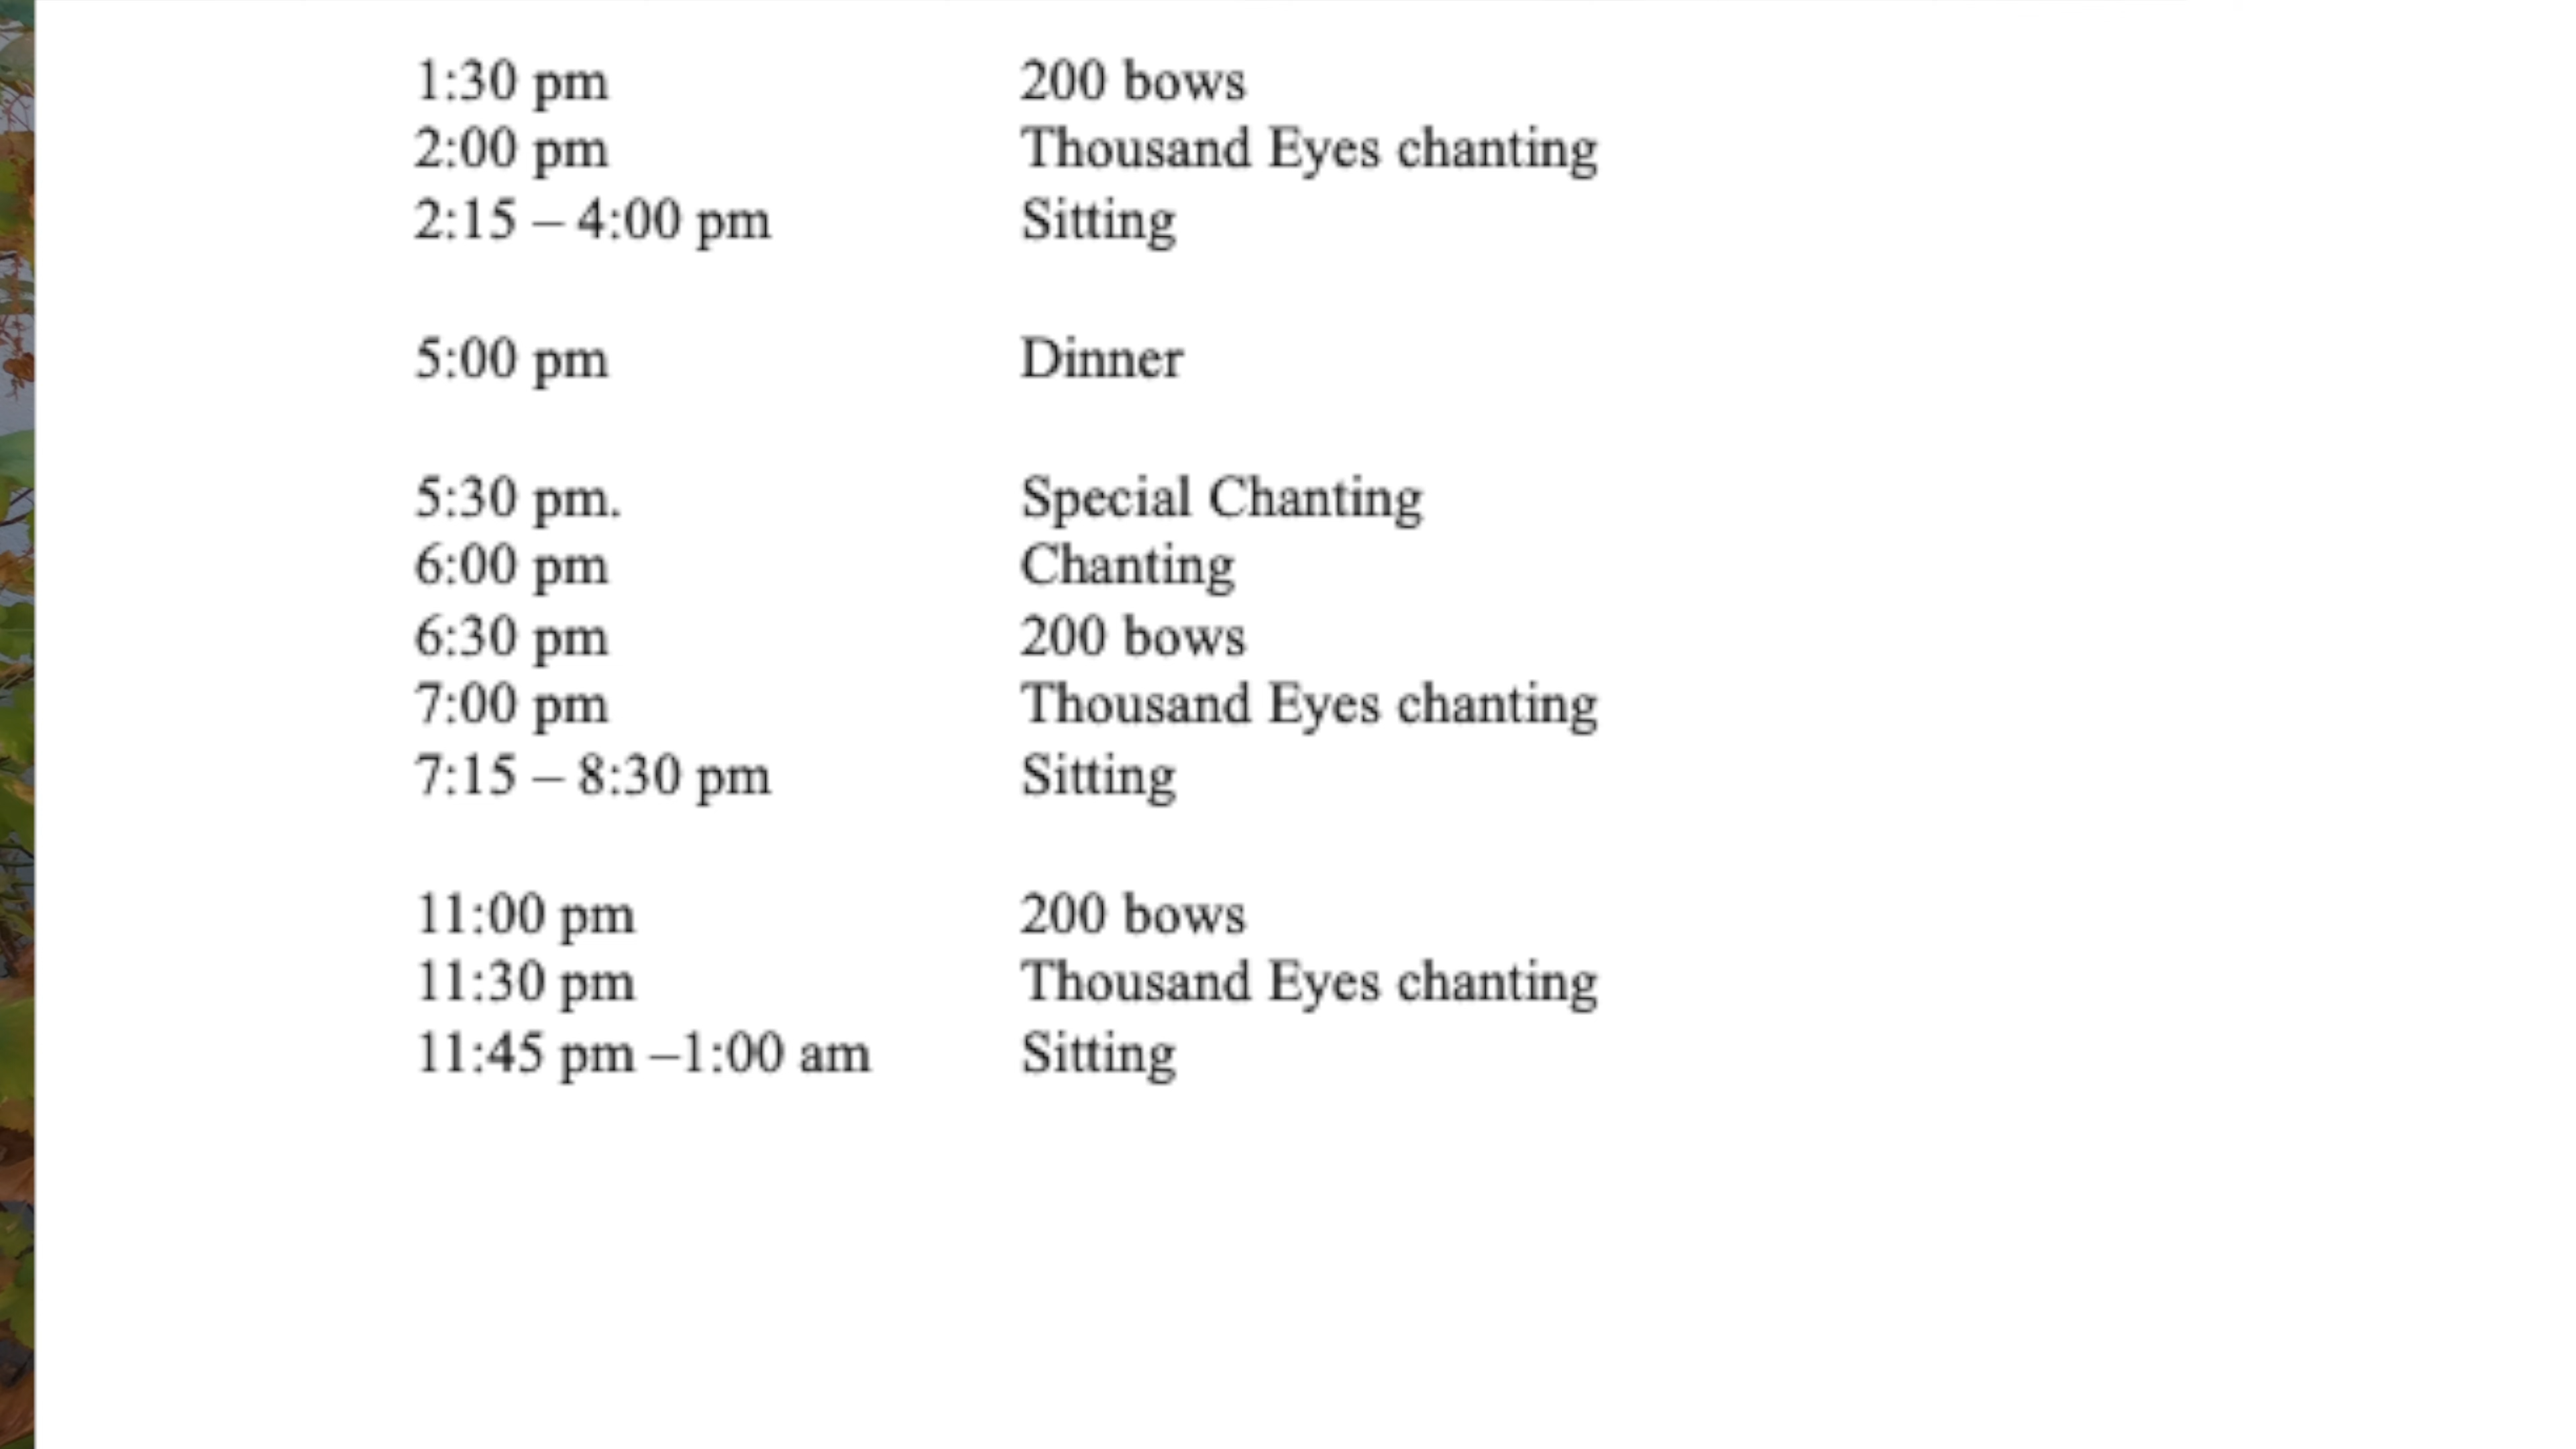 1:30 pm 200 bows
2:00 pm Thousand Eyes chanting
2:15 – 4:00 pm Sitting
5:00 pm Dinner
5:30 pm. Special Chanting
6:00 pm Chanting
6:30 pm 200 bows
7:00 pm Thousand Eyes chanting
7:15 – 8:30 pm Sitting
11:00 pm 200 bows
11:30 pm Thousand Eyes chanting
11:45 pm –1:00 am Sitting